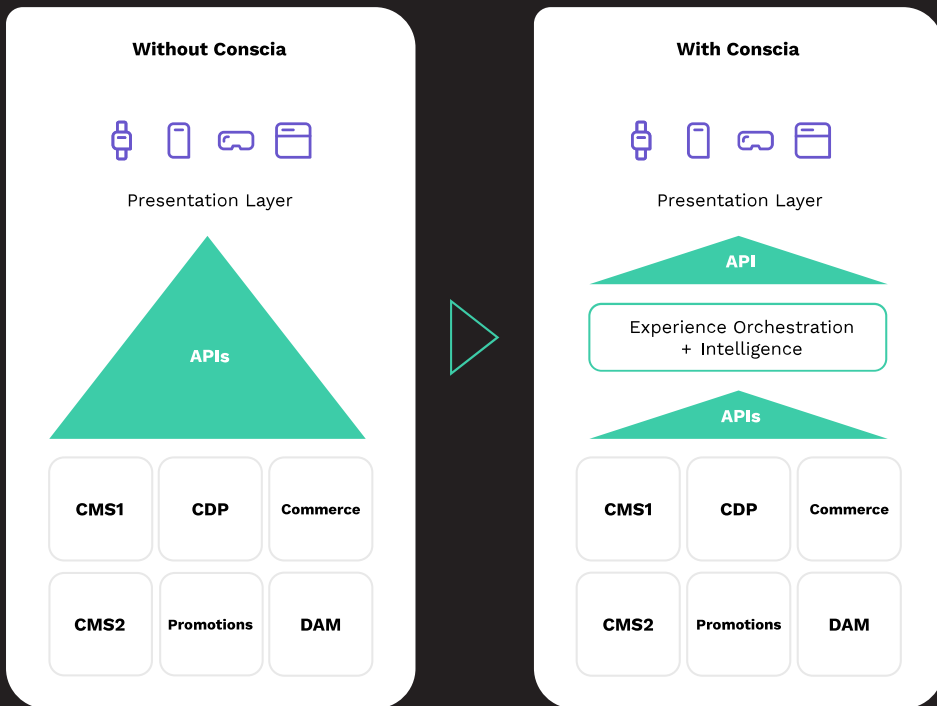 Without Conscia
Presentation Layer
APIs
CMS1
CDP
Commerce
CMS2
Promotions
DAM
With Conscia
Presentation Layer
API
Experience Orchestration
+ Intelligence
APIs
CMS1
CDP
Commerce
CMS2
Promotions
DAM